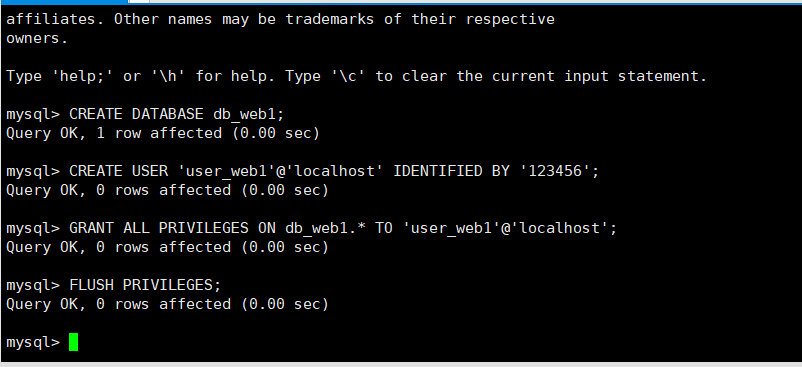 affiliates. Other names may be trademarks of their respective
owners.
Type 'help;' or '\h' for help. Type '\c' to clear the current input statement.
mysql> CREATE DATABASE db_web1;
Query OK, 1 row affected (0.00 sec)
mysql> CREATE USER 'user_web1'@'localhost' IDENTIFIED BY '123456';
Query OK, 0 rows affected (0.00 sec)
mysql> GRANT ALL PRIVILEGES ON db_web1.* TO 'user_web1'@'localhost';
Query OK, 0 rows affected (0.00 sec)
mysql> FLUSH PRIVILEGES;
Query OK, 0 rows affected (0.00 sec)
mysql>